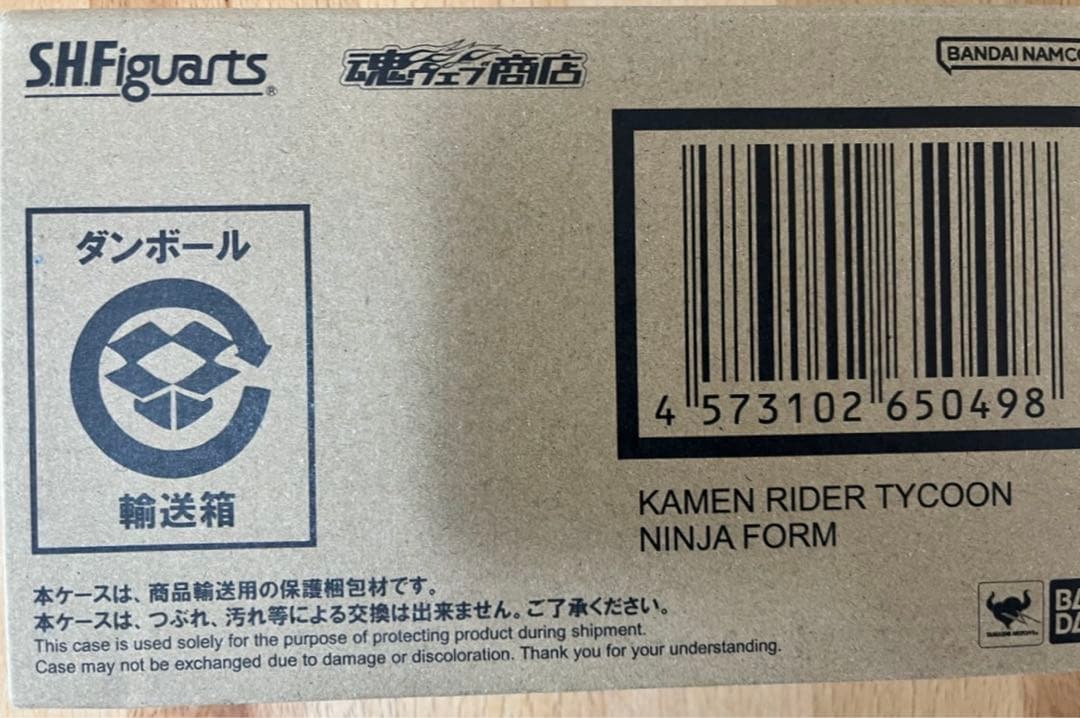 S.H.Figuarts®
魂ウェブ商店
BANDAI NAMCO
ダンボール
輸送箱
4 573102 650498
KAMEN RIDER TYCOON
NINJA FORM
本ケースは、商品輸送用の保護梱包材です。
本ケースは、つぶれ、汚れ等による交換は出来ません。ご了承ください。
This case is used solely for the purpose of protecting product during shipment.
Case may not be exchanged due to damage or discoloration. Thank you for your understanding.
BA
DA